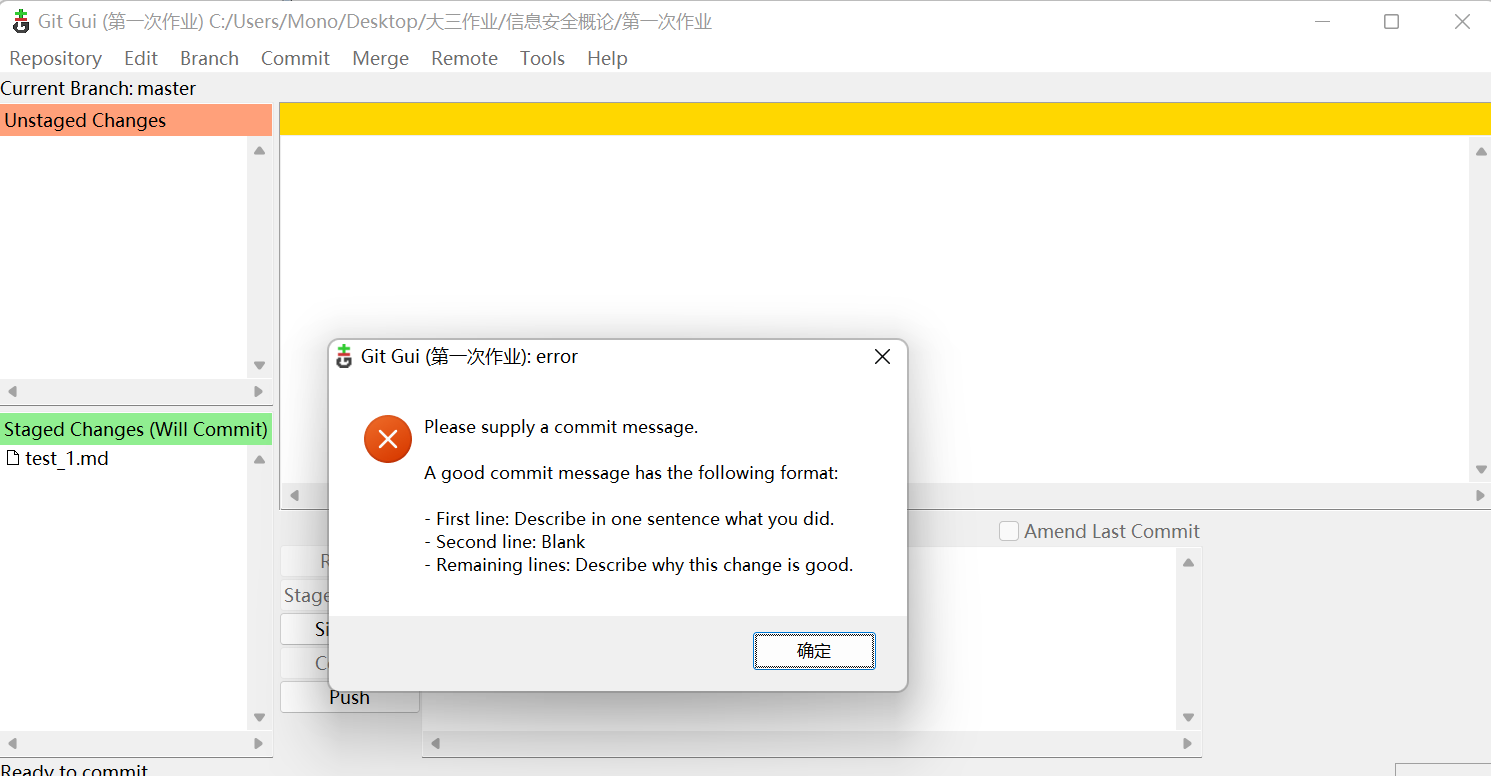 Git Gui (第一次作业) C:/Users/Mono/Desktop/大三作业/信息安全概论/第一次作业
Repository Edit Branch Commit Merge Remote Tools Help
Current Branch: master
Unstaged Changes
Staged Changes (Will Commit)
test_1.md
Git Gui (第一次作业): error
Please supply a commit message.
A good commit message has the following format:
- First line: Describe in one sentence what you did.
- Second line: Blank
- Remaining lines: Describe why this change is good.
确定
Amend Last Commit
R
Stage
Si
Co
Push
Ready to commit.